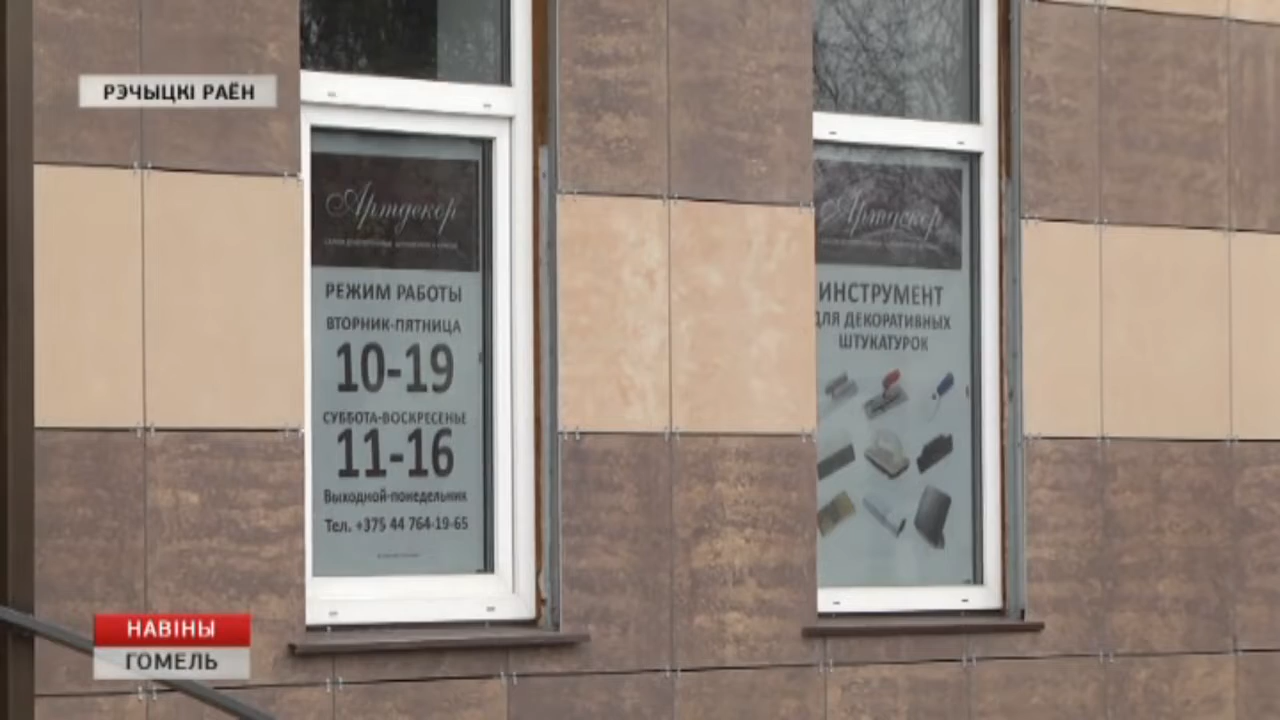 РЭЧЫЦКІ РАЁН
Артдекор
РЕЖИМ РАБОТЫ
ВТОРНИК-ПЯТНИЦА
10-19
СУББОТА-ВОСКРЕСЕНЬЕ
11-16
Выходной-понедельник
Тел. +375 44 764-19-65
Артдекор
ИНСТРУМЕНТ
ДЛЯ ДЕКОРАТИВНЫХ
ШТУКАТУРОК
НАВІНЫ
ГОМЕЛЬ